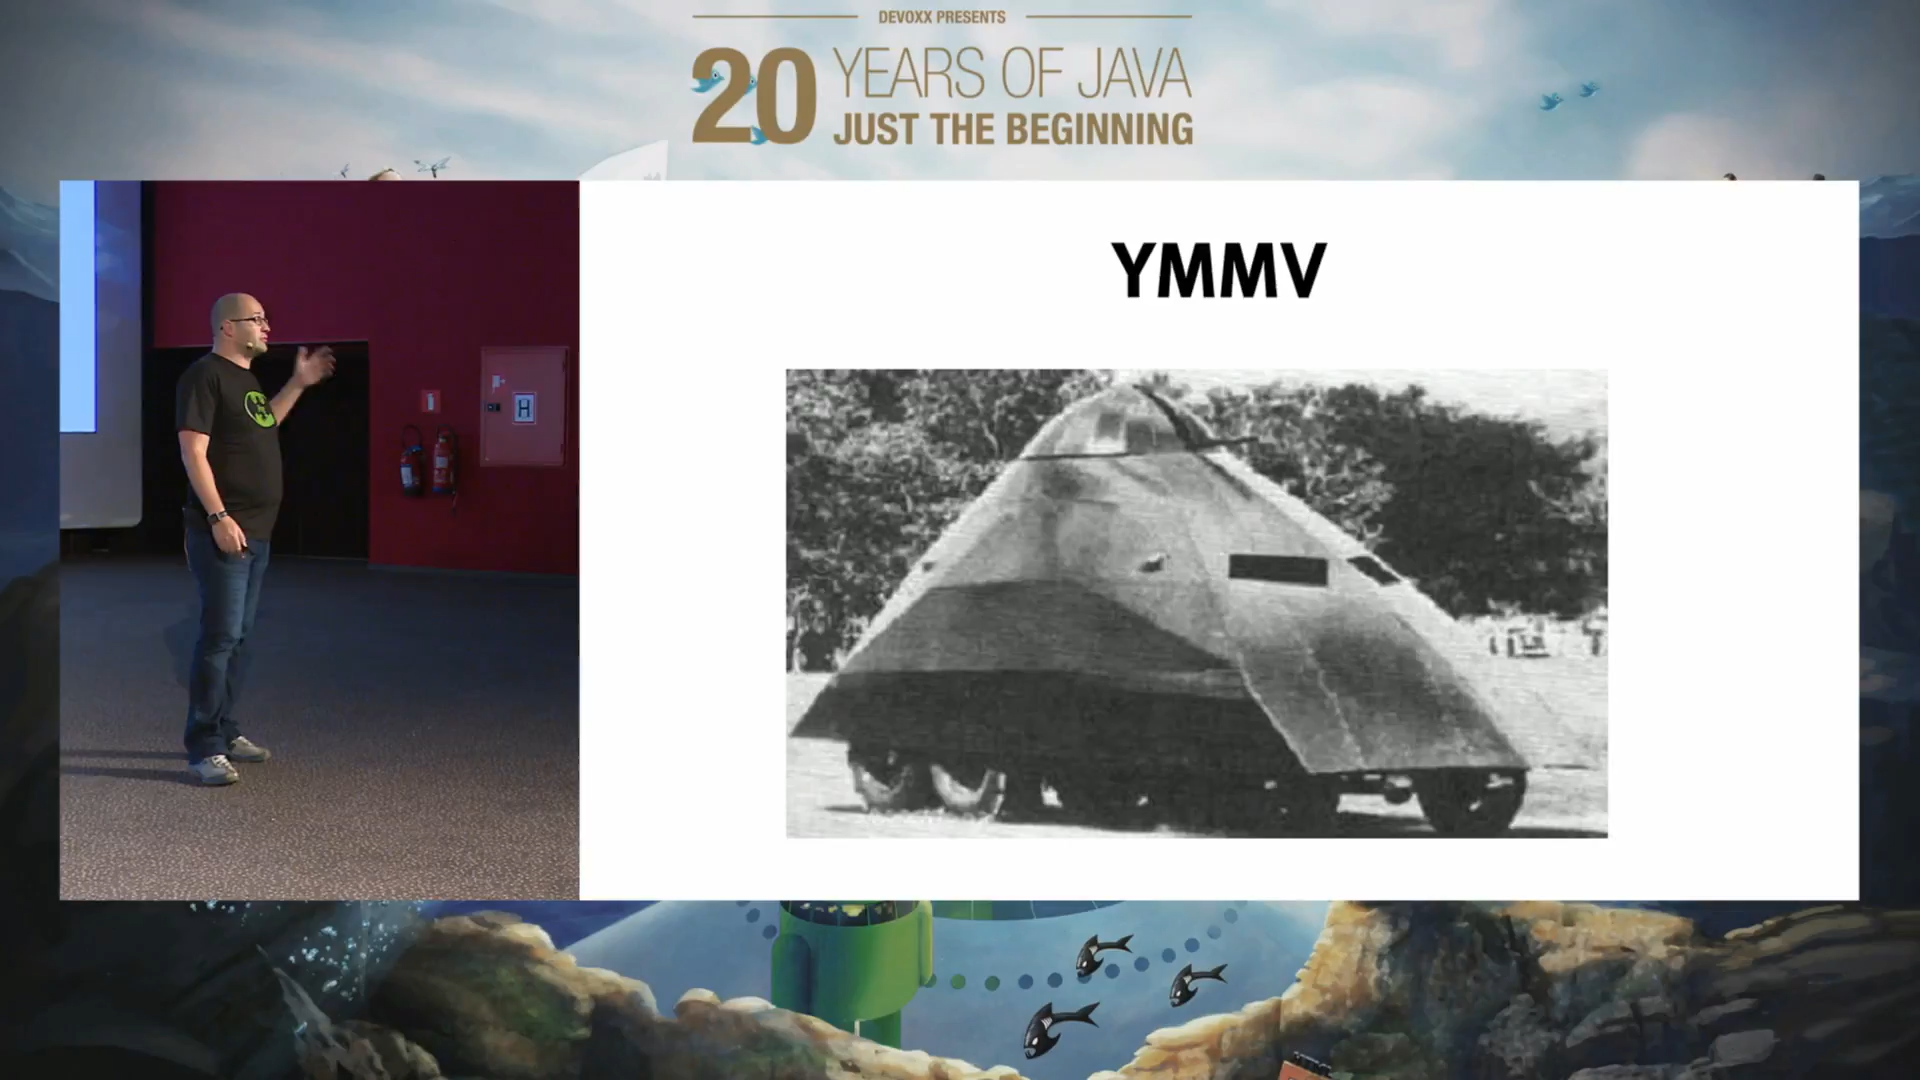 DEVOXX PRESENTS
20 YEARS OF JAVA
JUST THE BEGINNING
YMMV
H